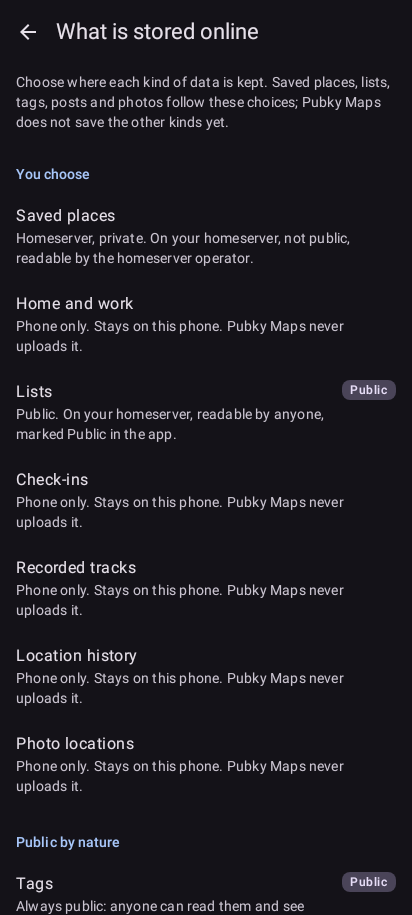 What is stored online
Choose where each kind of data is kept. Saved places, lists,
tags, posts and photos follow these choices; Pubky Maps
does not save the other kinds yet.
You choose
Saved places
Homeserver, private. On your homeserver, not public,
readable by the homeserver operator.
Home and work
Phone only. Stays on this phone. Pubky Maps never
uploads it.
Lists
Public
Public. On your homeserver, readable by anyone,
marked Public in the app.
Check-ins
Phone only. Stays on this phone. Pubky Maps never
uploads it.
Recorded tracks
Phone only. Stays on this phone. Pubky Maps never
uploads it.
Location history
Phone only. Stays on this phone. Pubky Maps never
uploads it.
Photo locations
Phone only. Stays on this phone. Pubky Maps never
uploads it.
Public by nature
Tags
Public
Always public: anyone can read them and see